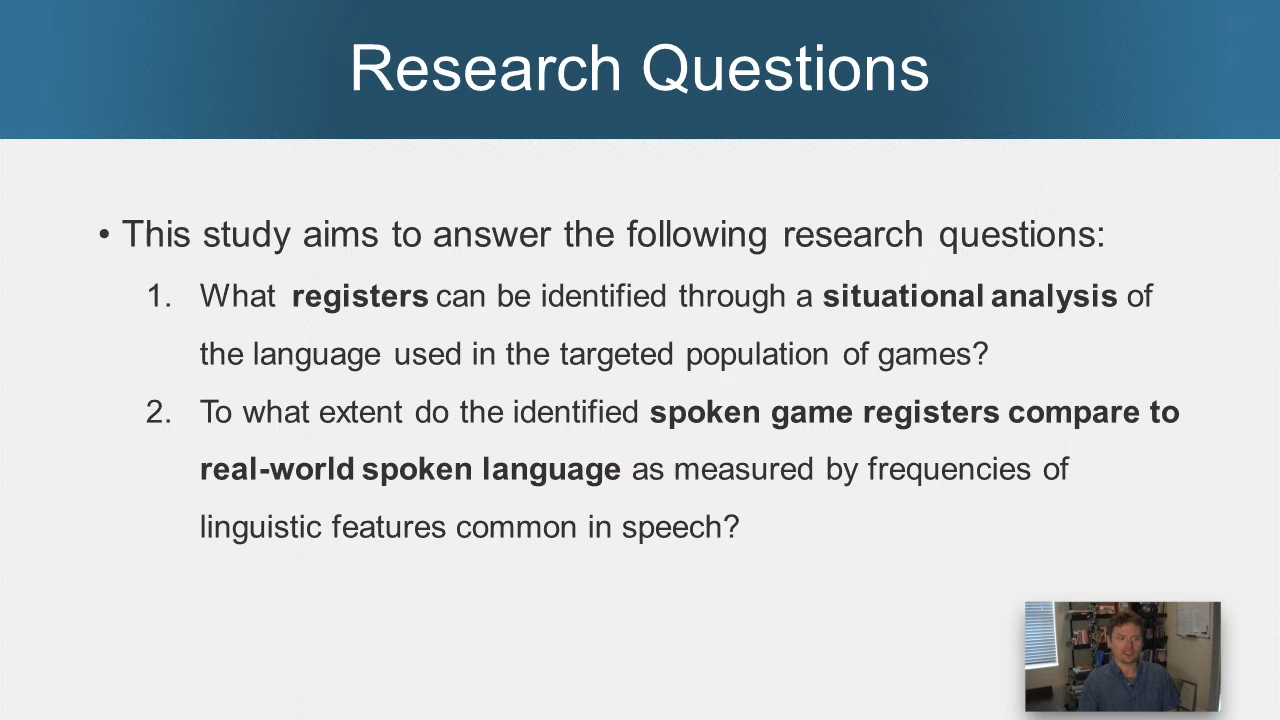 Research Questions
• This study aims to answer the following research questions:
1. What registers can be identified through a situational analysis of
the language used in the targeted population of games?
2. To what extent do the identified spoken game registers compare to
real-world spoken language as measured by frequencies of
linguistic features common in speech?